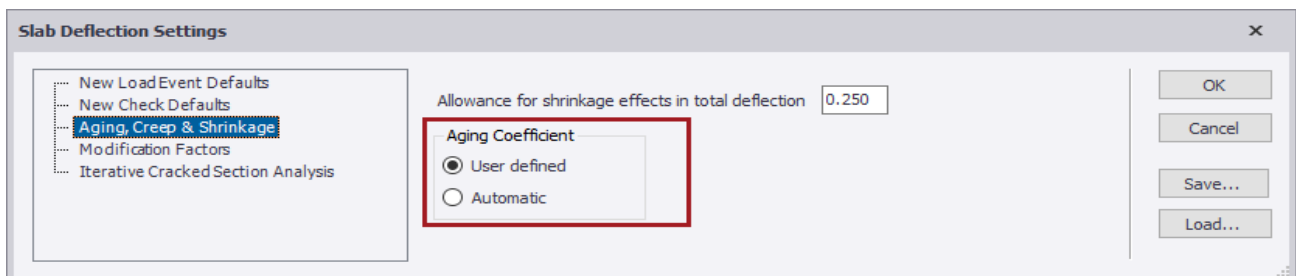 Slab Deflection Settings
New Load Event Defaults
New Check Defaults
Aging, Creep & Shrinkage
Modification Factors
Iterative Cracked Section Analysis
Allowance for shrinkage effects in total deflection 0.250
Aging Coefficient
User defined
Automatic
OK
Cancel
Save...
Load...